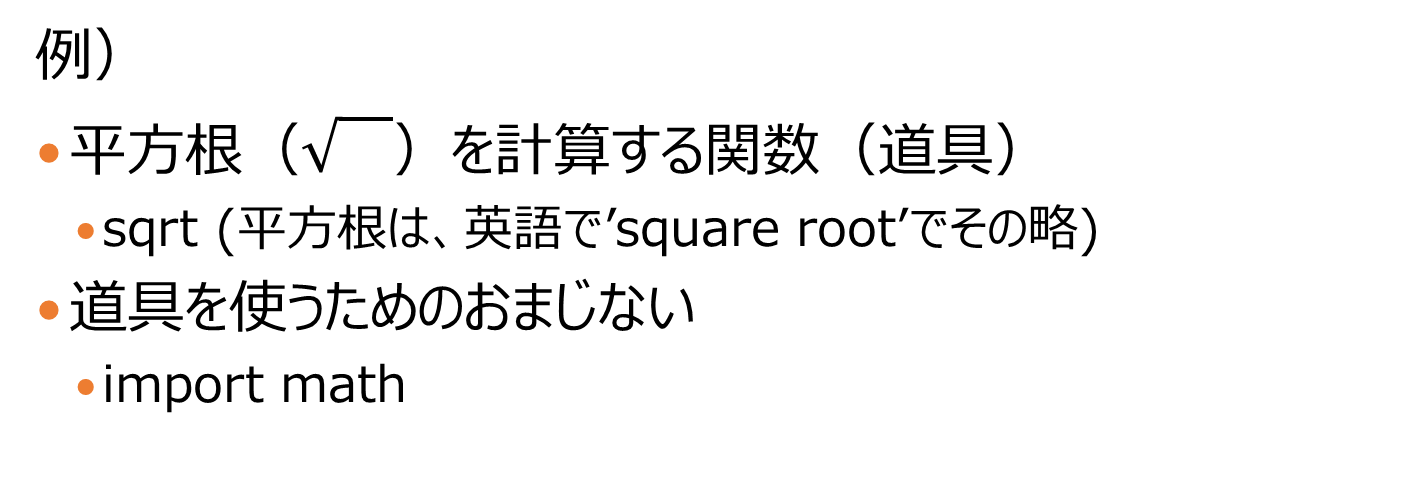 例）
•平方根（√　）を計算する関数（道具）
•sqrt (平方根は、英語で’square root’でその略)
•道具を使うためのおまじない
•import math